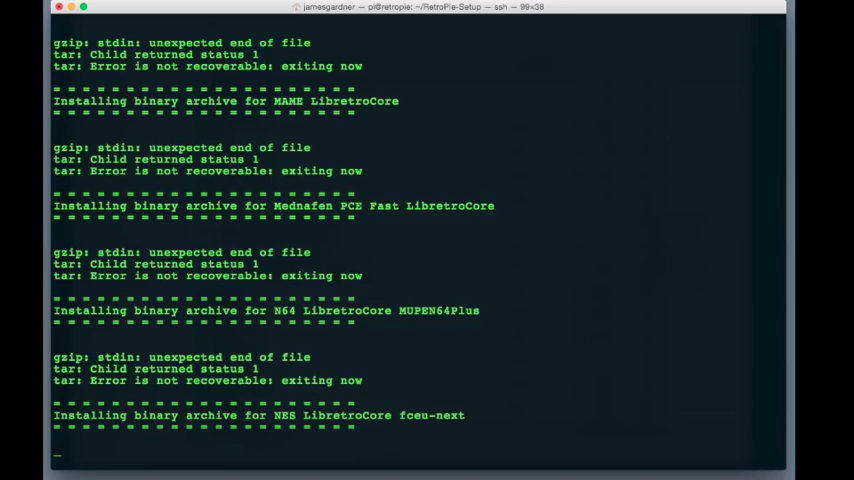 jamesgardner — pi@retropie: ~/RetroPie-Setup — ssh — 99×38
gzip: stdin: unexpected end of file
tar: Child returned status 1
tar: Error is not recoverable: exiting now
= = = = = = = = = = = = = = = = = = = = =
Installing binary archive for MAME LibretroCore
= = = = = = = = = = = = = = = = = = = = =
gzip: stdin: unexpected end of file
tar: Child returned status 1
tar: Error is not recoverable: exiting now
= = = = = = = = = = = = = = = = = = = = =
Installing binary archive for Mednafen PCE Fast LibretroCore
= = = = = = = = = = = = = = = = = = = = =
gzip: stdin: unexpected end of file
tar: Child returned status 1
tar: Error is not recoverable: exiting now
= = = = = = = = = = = = = = = = = = = = =
Installing binary archive for N64 LibretroCore MUPEN64Plus
= = = = = = = = = = = = = = = = = = = = =
gzip: stdin: unexpected end of file
tar: Child returned status 1
tar: Error is not recoverable: exiting now
= = = = = = = = = = = = = = = = = = = = =
Installing binary archive for NES LibretroCore fceu-next
= = = = = = = = = = = = = = = = = = = = =